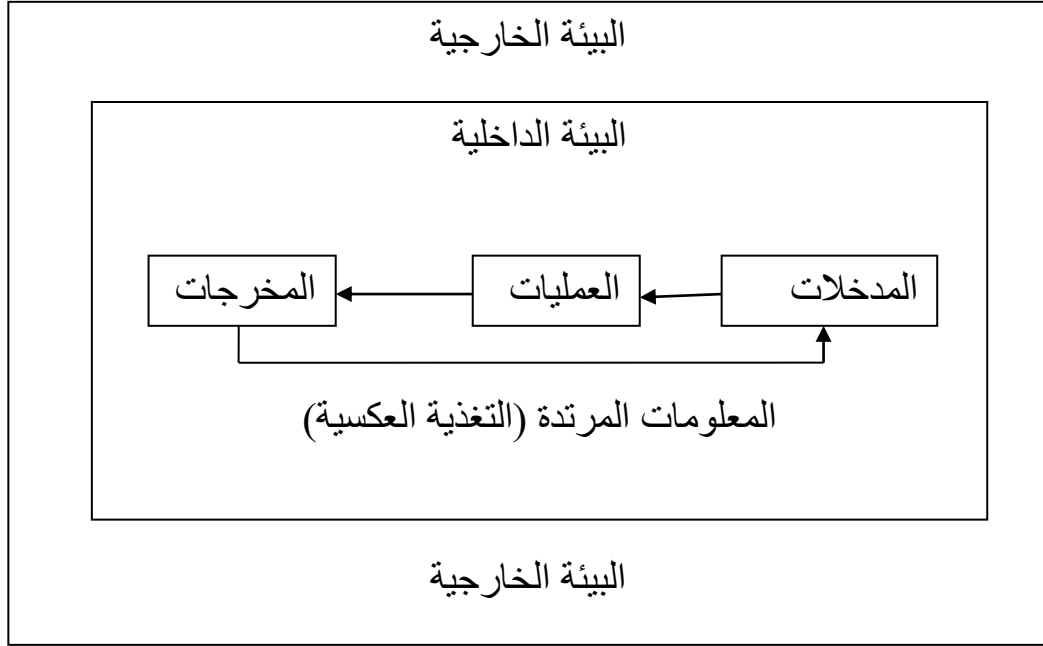 البيئة الخارجية
البيئة الداخلية
المدخلات
العمليات
المخرجات
المعلومات المرتدة (التغذية العكسية)
البيئة الخارجية